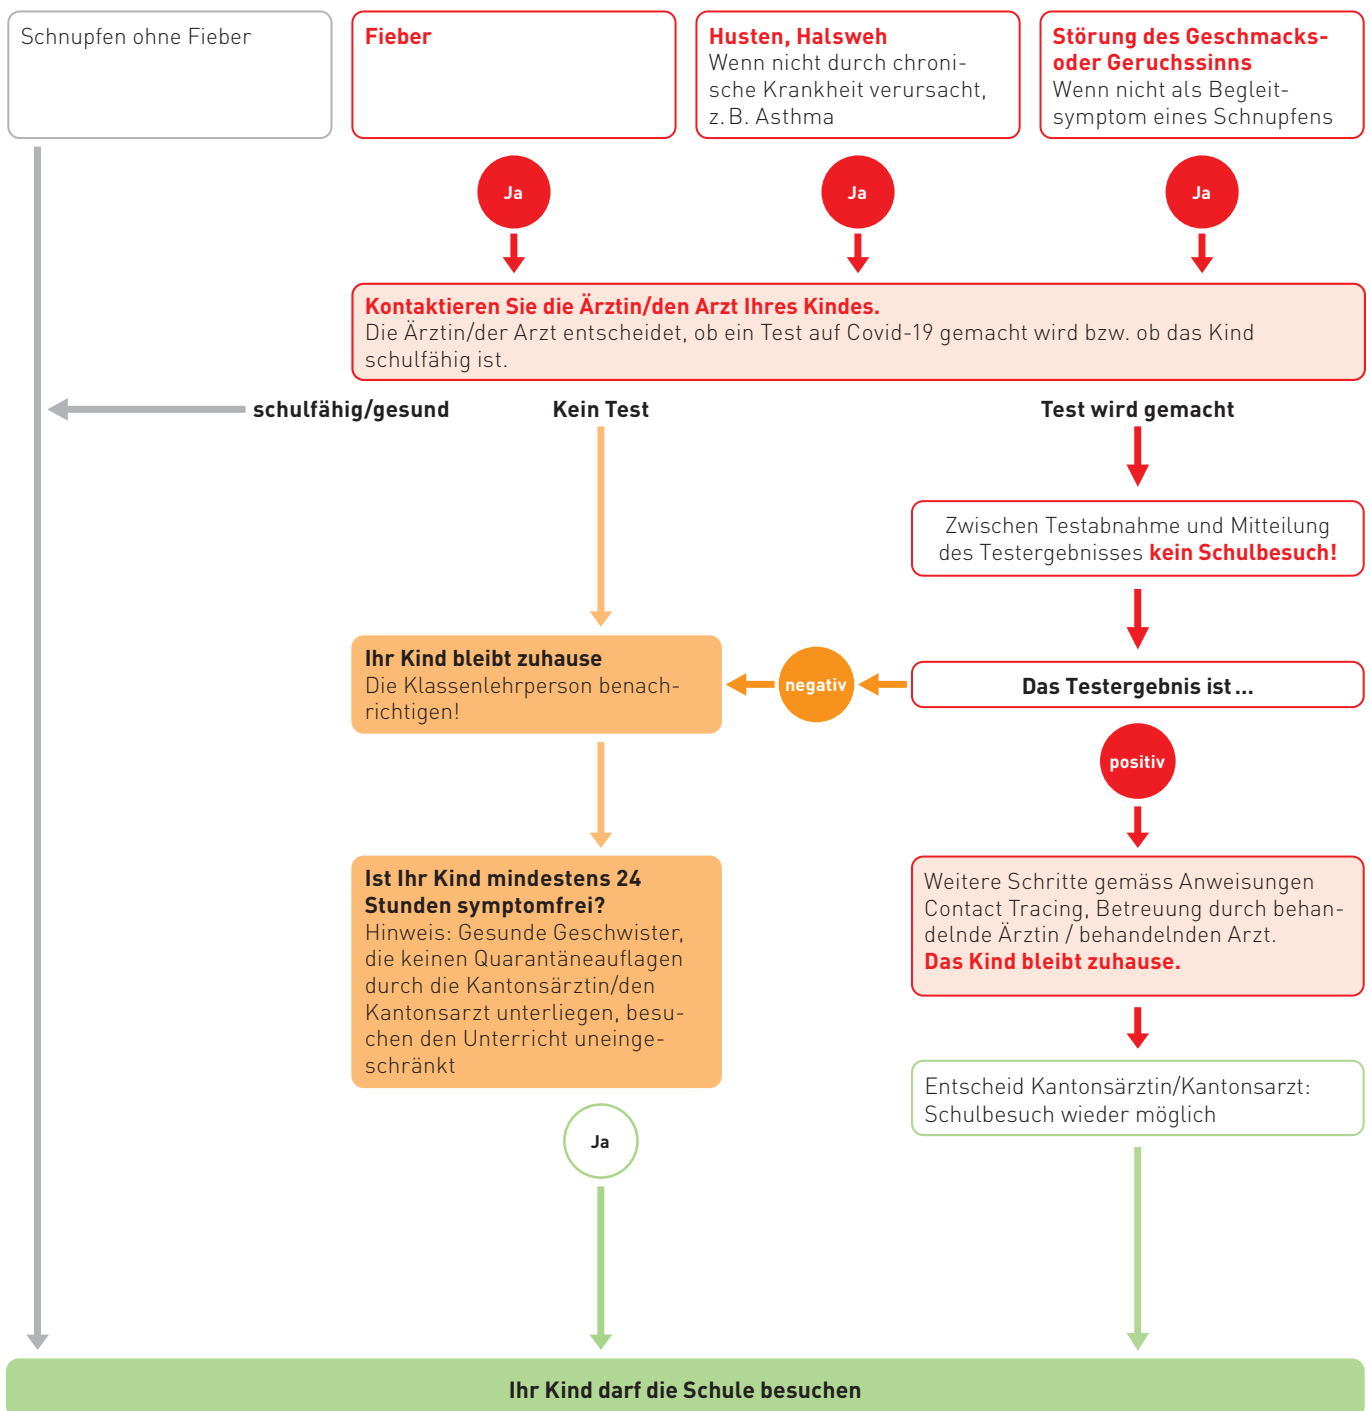 Schnupfen ohne Fieber
Fieber
Husten, Halsweh
Wenn nicht durch chroni-
sche Krankheit verursacht,
z. B. Asthma
Störung des Geschmacks-
oder Geruchssinns
Wenn nicht als Begleit-
symptom eines Schnupfens
Ja
Ja
Ja
Kontaktieren Sie die Ärztin/den Arzt Ihres Kindes.
Die Ärztin/der Arzt entscheidet, ob ein Test auf Covid-19 gemacht wird bzw. ob das Kind
schulfähig ist.
schulfähig/gesund
Kein Test
Test wird gemacht
Zwischen Testabnahme und Mitteilung
des Testergebnisses kein Schulbesuch!
Ihr Kind bleibt zuhause
Die Klassenlehrperson benach-
richtigen!
negativ
Das Testergebnis ist ...
positiv
Ist Ihr Kind mindestens 24
Stunden symptomfrei?
Hinweis: Gesunde Geschwister,
die keinen Quarantäneauflagen
durch die Kantonsärztin/den
Kantonsarzt unterliegen, besu-
chen den Unterricht uneinge-
schränkt
Weitere Schritte gemäss Anweisungen
Contact Tracing, Betreuung durch behan-
delnde Ärztin / behandelnden Arzt.
Das Kind bleibt zuhause.
Entscheid Kantonsärztin/Kantonsarzt:
Schulbesuch wieder möglich
Ja
Ihr Kind darf die Schule besuchen